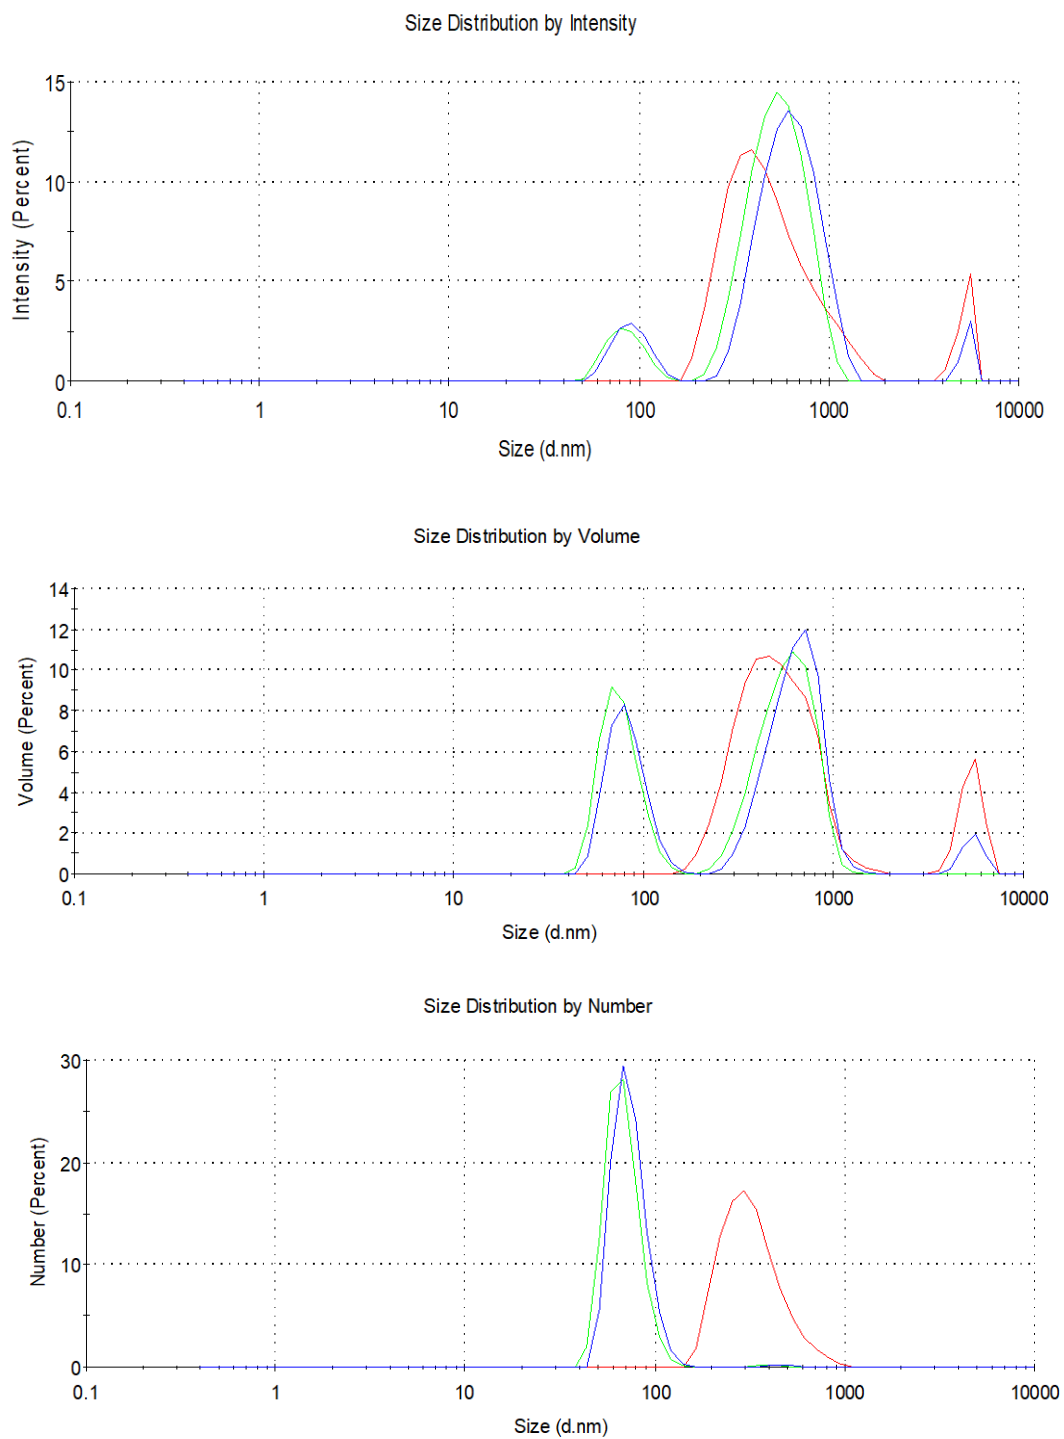 Size Distribution by Intensity
Intensity (Percent)
15
10
5
0
0.1 1 10 100 1000 10000
Size (d.nm)
Size Distribution by Volume
Volume (Percent)
14
12
10
8
6
4
2
0
0.1 1 10 100 1000 10000
Size (d.nm)
Size Distribution by Number
Number (Percent)
30
20
10
0
0.1 1 10 100 1000 10000
Size (d.nm)